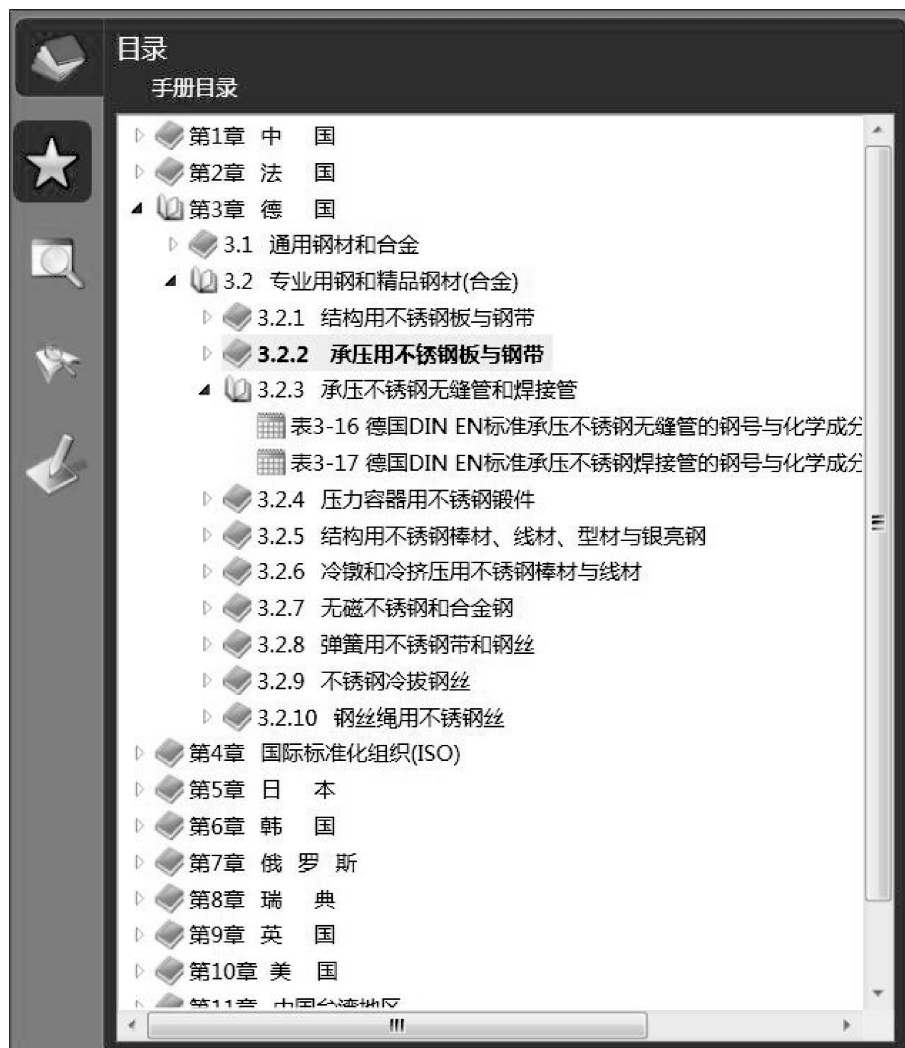 目录
手册目录
第1章 中 国
第2章 法 国
第3章 德 国
3.1 通用钢材和合金
3.2 专业用钢和精品钢材(合金)
3.2.1 结构用不锈钢板与钢带
3.2.2 承压用不锈钢板与钢带
3.2.3 承压不锈钢无缝管和焊接管
表3-16 德国DIN EN标准承压不锈钢无缝管的钢号与化学成分
表3-17 德国DIN EN标准承压不锈钢焊接管的钢号与化学成分
3.2.4 压力容器用不锈钢锻件
3.2.5 结构用不锈钢棒材、线材、型材与银亮钢
3.2.6 冷镦和冷挤压用不锈钢棒材与线材
3.2.7 无磁不锈钢和合金钢
3.2.8 弹簧用不锈钢带和钢丝
3.2.9 不锈钢冷拔钢丝
3.2.10 钢丝绳用不锈钢丝
第4章 国际标准化组织(ISO)
第5章 日 本
第6章 韩 国
第7章 俄 罗 斯
第8章 瑞 典
第9章 英 国
第10章 美 国
第11章 中国台湾地区